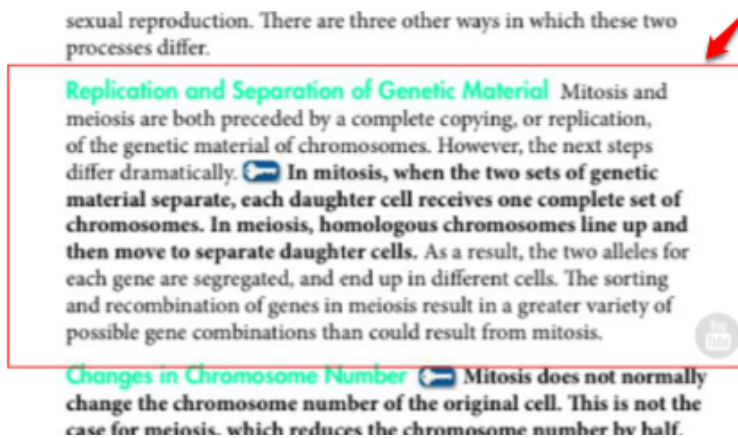 sexual reproduction. There are three other ways in which these two
processes differ.
Replication and Separation of Genetic Material Mitosis and
meiosis are both preceded by a complete copying, or replication,
of the genetic material of chromosomes. However, the next steps
differ dramatically. In mitosis, when the two sets of genetic
material separate, each daughter cell receives one complete set of
chromosomes. In meiosis, homologous chromosomes line up and
then move to separate daughter cells. As a result, the two alleles for
each gene are segregated, and end up in different cells. The sorting
and recombination of genes in meiosis result in a greater variety of
possible gene combinations than could result from mitosis.
You
Tube
Changes in Chromosome Number Mitosis does not normally
change the chromosome number of the original cell. This is not the
case for meiosis, which reduces the chromosome number by half.